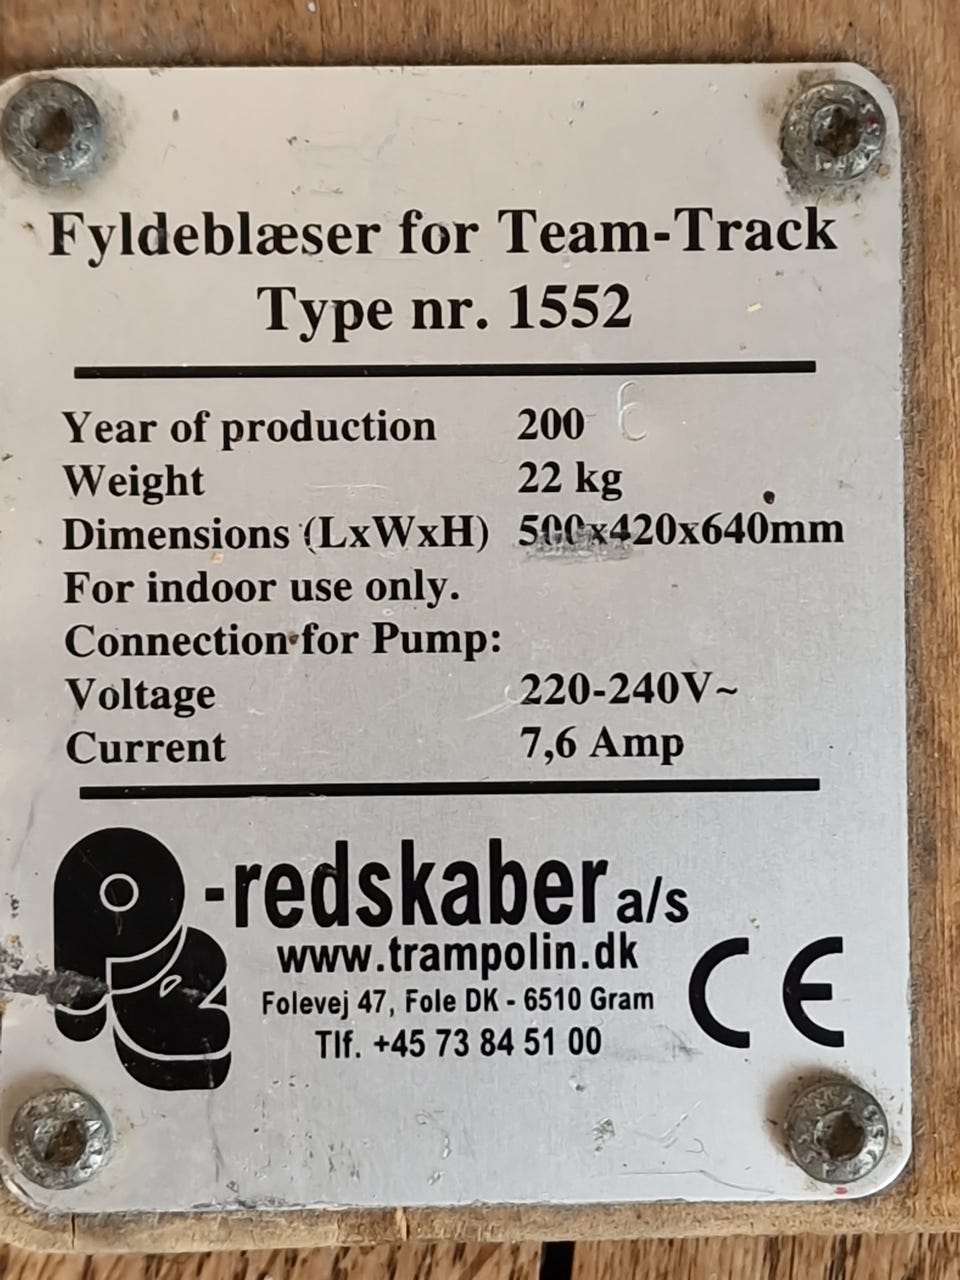 Fyldeblæser for Team-Track
Type nr. 1552
Year of production 200 6
Weight 22 kg
Dimensions (LxWxH) 500x420x640mm
For indoor use only.
Connection for Pump:
Voltage 220-240V~
Current 7,6 Amp
-redskaber a/s
www.trampolin.dk
Folevej 47, Fole DK - 6510 Gram
Tlf. +45 73 84 51 00
CE